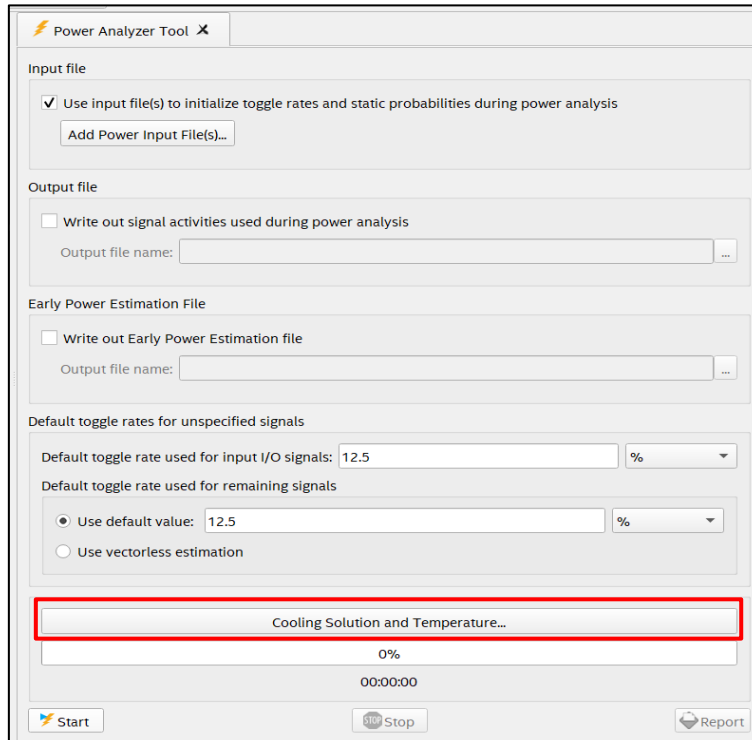 Power Analyzer Tool X
Input file
Use input file(s) to initialize toggle rates and static probabilities during power analysis
Add Power Input File(s)...
Output file
Write out signal activities used during power analysis
Output file name: ...
Early Power Estimation File
Write out Early Power Estimation file
Output file name: ...
Default toggle rates for unspecified signals
Default toggle rate used for input I/O signals: 12.5 %
Default toggle rate used for remaining signals
Use default value: 12.5 %
Use vectorless estimation
Cooling Solution and Temperature...
0%
00:00:00
Start STOP Stop Report